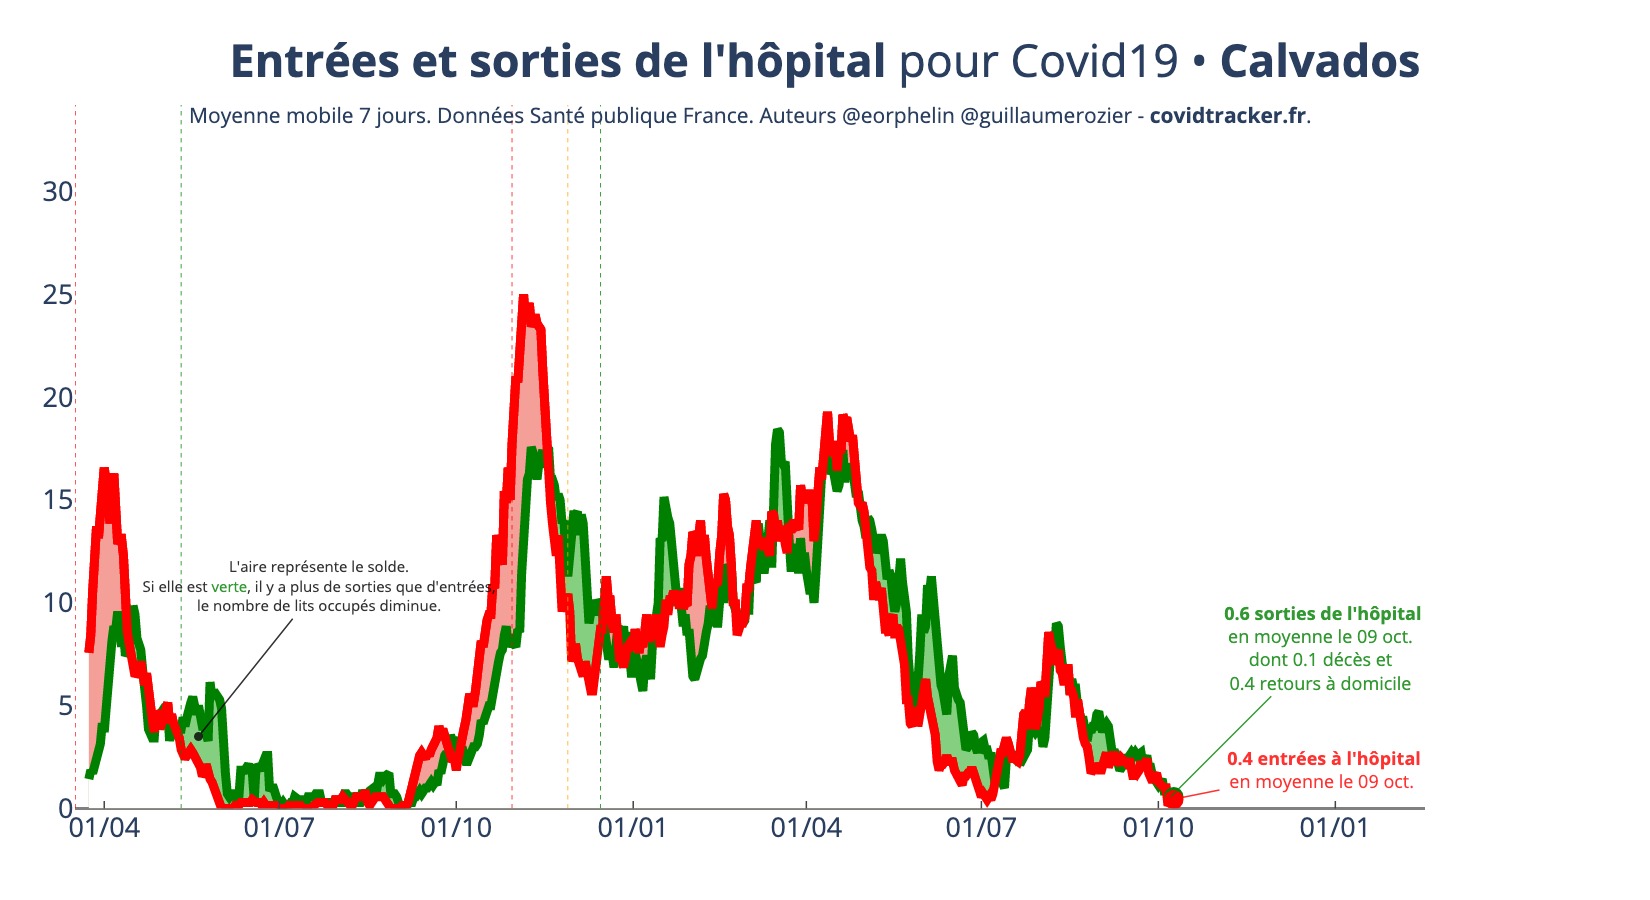 Entrées et sorties de l'hôpital pour Covid19 • Calvados
Moyenne mobile 7 jours. Données Santé publique France. Auteurs @eorphelin @guillaumerozier - covidtracker.fr.
30
25
20
15
10
5
0
L'aire représente le solde.
Si elle est verte, il y a plus de sorties que d'entrées,
le nombre de lits occupés diminue.
0.6 sorties de l'hôpital
en moyenne le 09 oct.
dont 0.1 décès et
0.4 retours à domicile
0.4 entrées à l'hôpital
en moyenne le 09 oct.
01/04 01/07 01/10 01/01 01/04 01/07 01/10 01/01